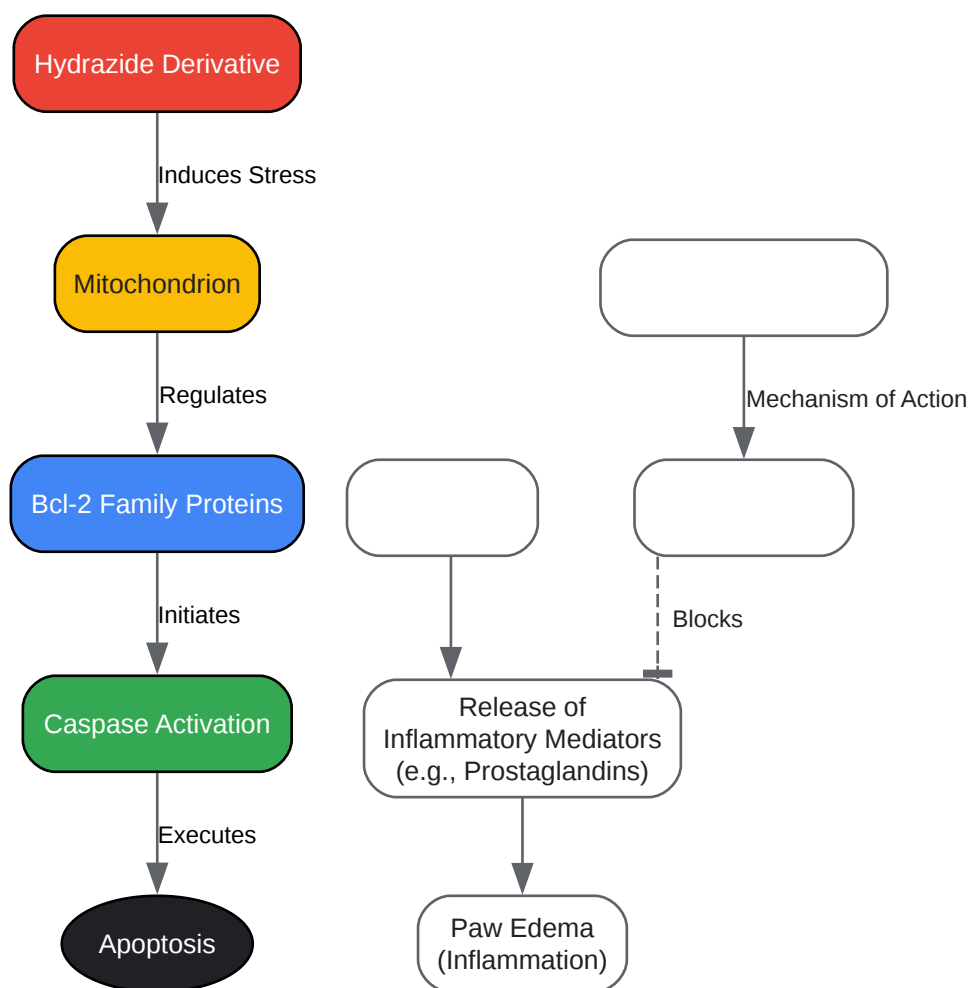 Hydrazide Derivative
Induces Stress
Mitochondrion
Regulates
Bcl-2 Family Proteins
Initiates
Caspase Activation
Executes
Apoptosis
Mechanism of Action
Blocks
Release of
Inflammatory Mediators
(e.g., Prostaglandins)
Paw Edema
(Inflammation)